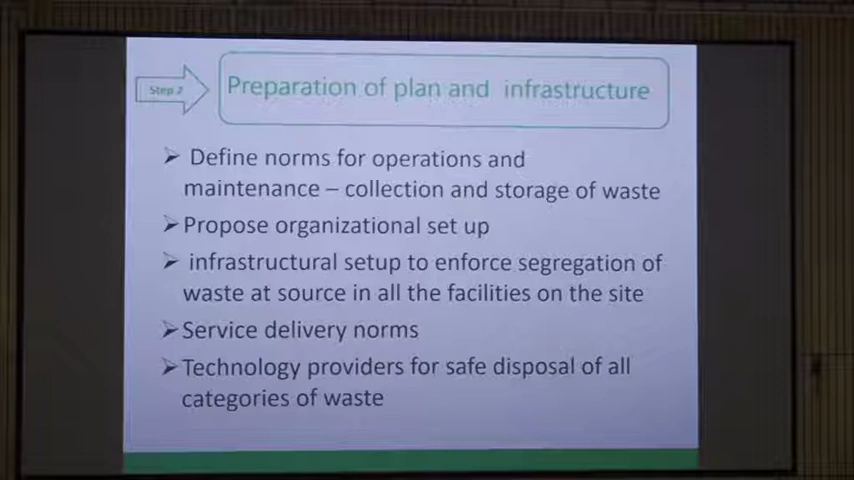 Step 2
Preparation of plan and infrastructure
➢ Define norms for operations and
maintenance – collection and storage of waste
➢ Propose organizational set up
➢ infrastructural setup to enforce segregation of
waste at source in all the facilities on the site
➢ Service delivery norms
➢ Technology providers for safe disposal of all
categories of waste